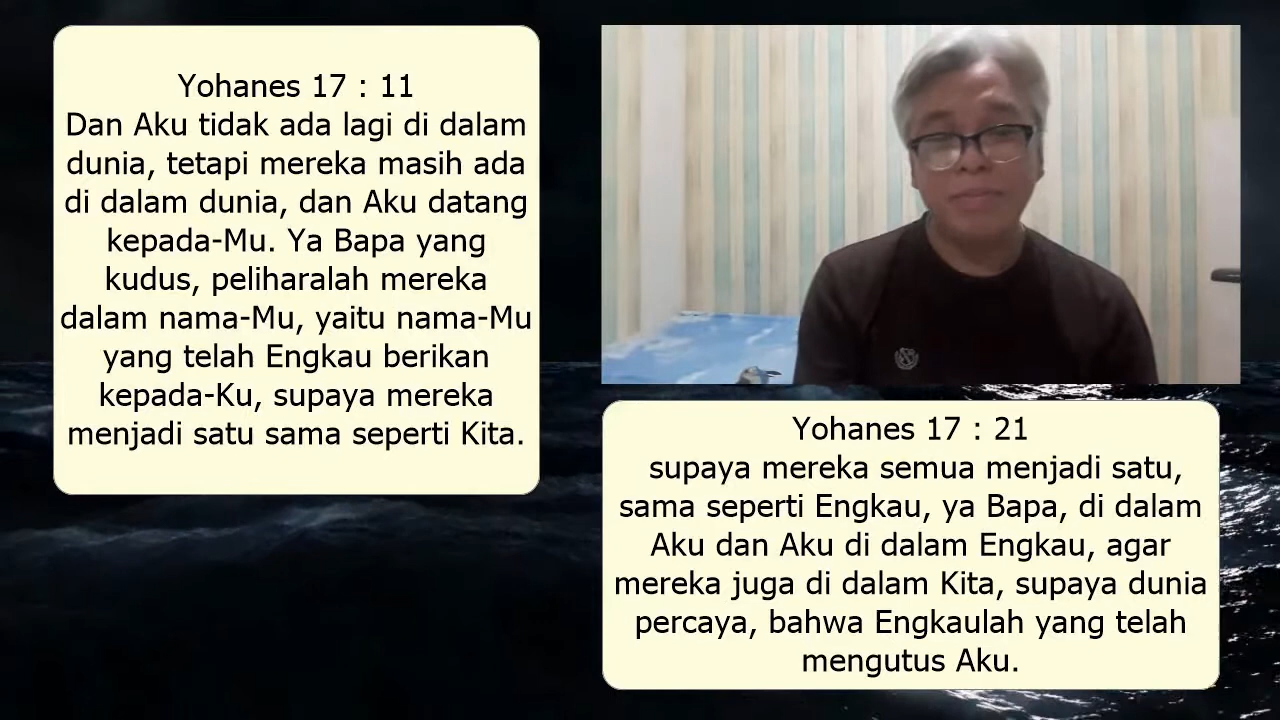 Yohanes 17 : 11
Dan Aku tidak ada lagi di dalam
dunia, tetapi mereka masih ada
di dalam dunia, dan Aku datang
kepada-Mu. Ya Bapa yang
kudus, peliharalah mereka
dalam nama-Mu, yaitu nama-Mu
yang telah Engkau berikan
kepada-Ku, supaya mereka
menjadi satu sama seperti Kita.
Yohanes 17 : 21
supaya mereka semua menjadi satu,
sama seperti Engkau, ya Bapa, di dalam
Aku dan Aku di dalam Engkau, agar
mereka juga di dalam Kita, supaya dunia
percaya, bahwa Engkaulah yang telah
mengutus Aku.